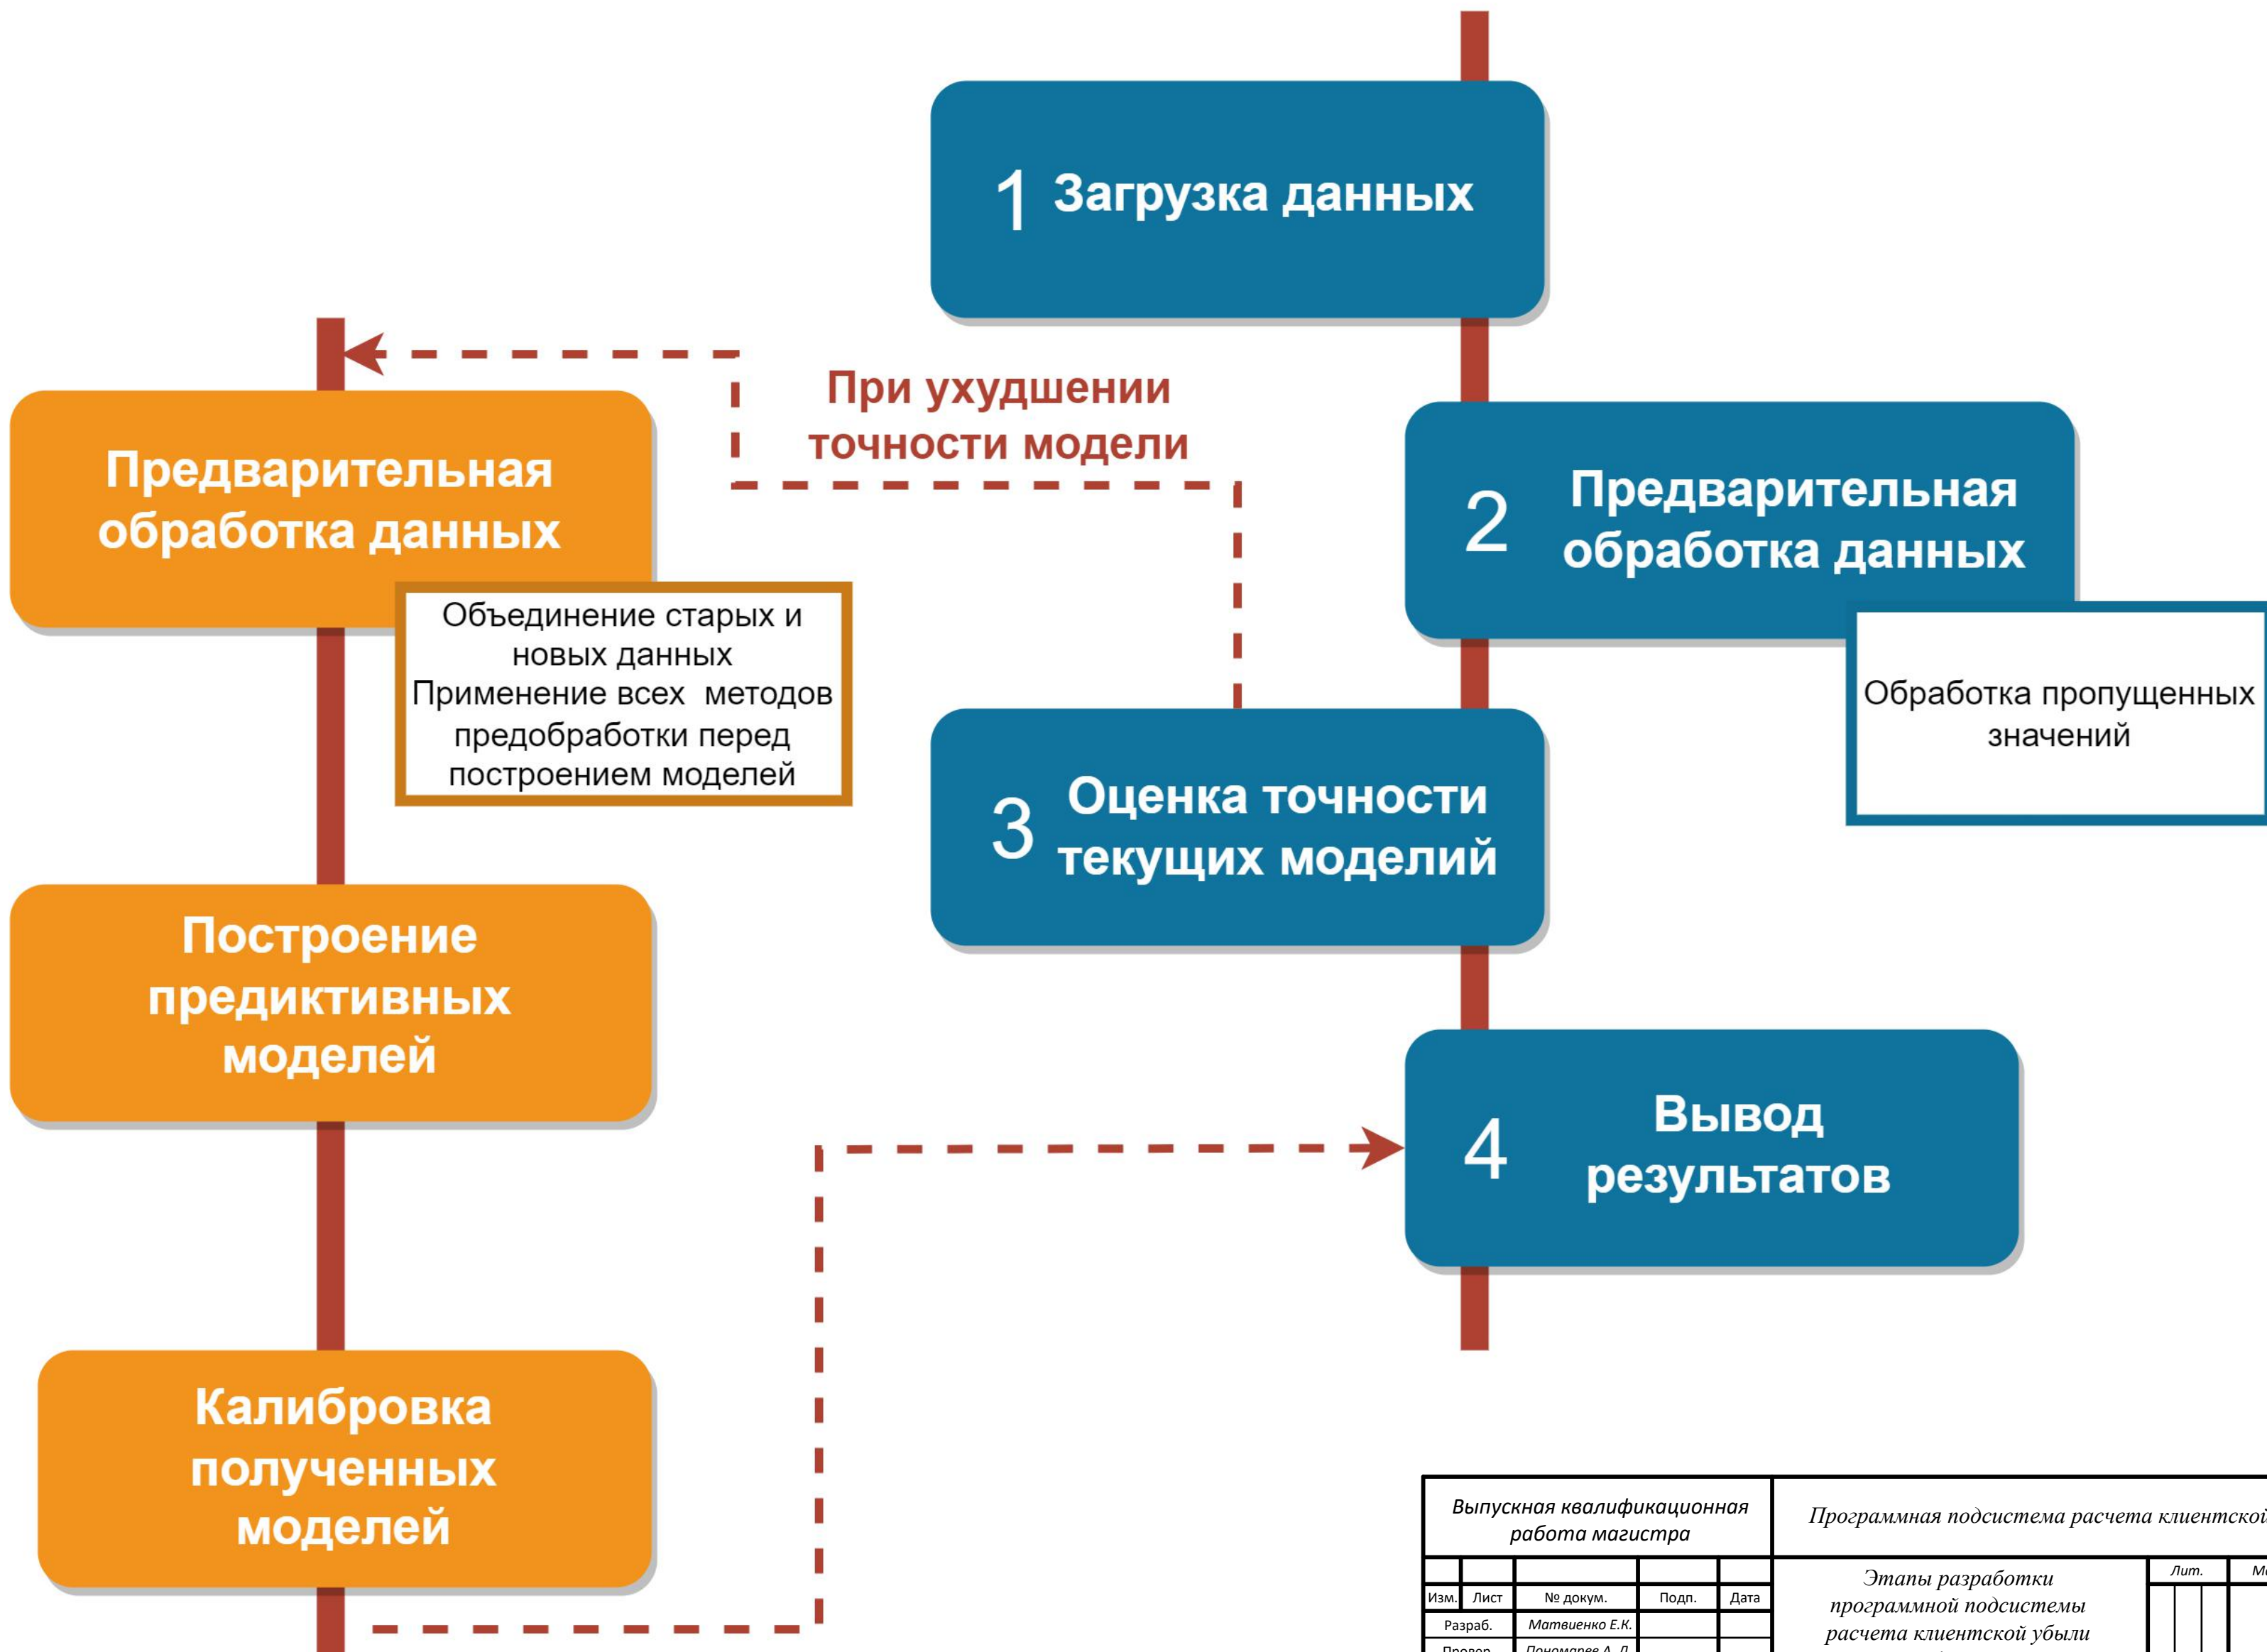 1 Загрузка данных
При ухудшении
точности модели
Предварительная
обработка данных
Объединение старых и
новых данных
Применение всех методов
предобработки перед
построением моделей
2 Предварительная
обработка данных
Обработка пропущенных
значений
3 Оценка точности
текущих моделий
Построение
предиктивных
моделей
4 Вывод
результатов
Калибровка
полученных
моделей
Выпускная квалификационная
работа магистра
Программная подсистема расчета клиентской
Этапы разработки
программной подсистемы
расчета клиентской убыли
Лит.
Изм. Лист № докум. Подп. Дата
Разраб. Матвиенко Е.К.